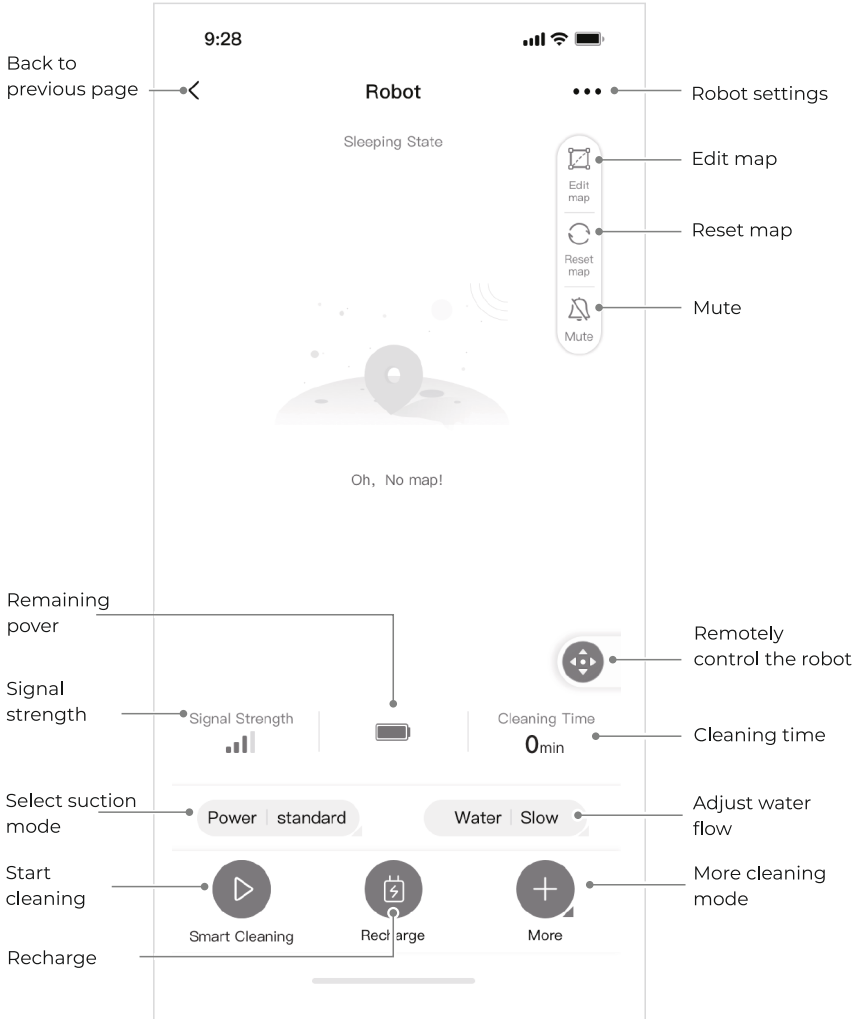 9:28
Back to
previous page
Robot
Robot settings
Sleeping State
Edit
map
Edit map
Reset
map
Reset map
Mute
Mute
Oh, No map!
Remaining
pover
Remotely
control the robot
Signal
strength
Signal Strength
Cleaning Time
0min
Cleaning time
Select suction
mode
Power | standard
Water | Slow
Adjust water
flow
Start
cleaning
More cleaning
mode
Smart Cleaning
Recharge
More
Recharge